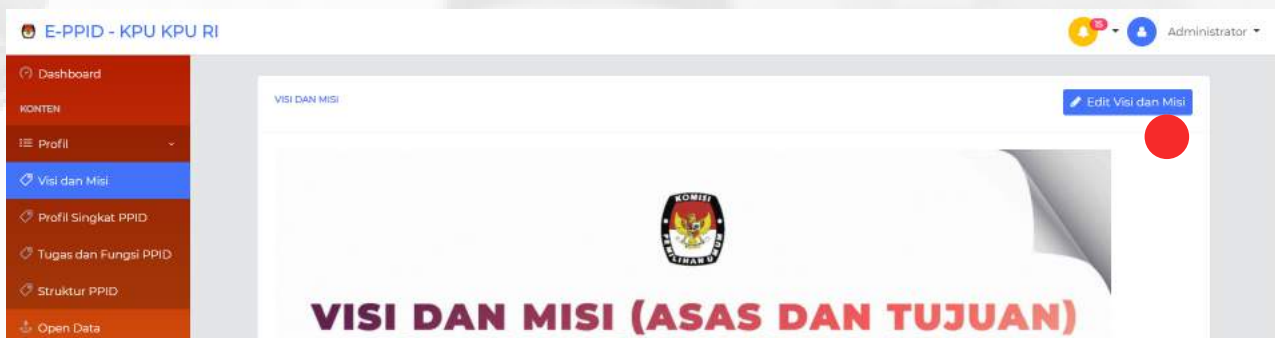 E-PPID - KPU KPU RI
15
Administrator
Dashboard
KONTEN
Profil
Visi dan Misi
Profil Singkat PPID
Tugas dan Fungsi PPID
Struktur PPID
Open Data
VISI DAN MISI
Edit Visi dan Misi
KOMISI
PEMILIHAN UMUM
VISI DAN MISI (ASAS DAN TUJUAN)